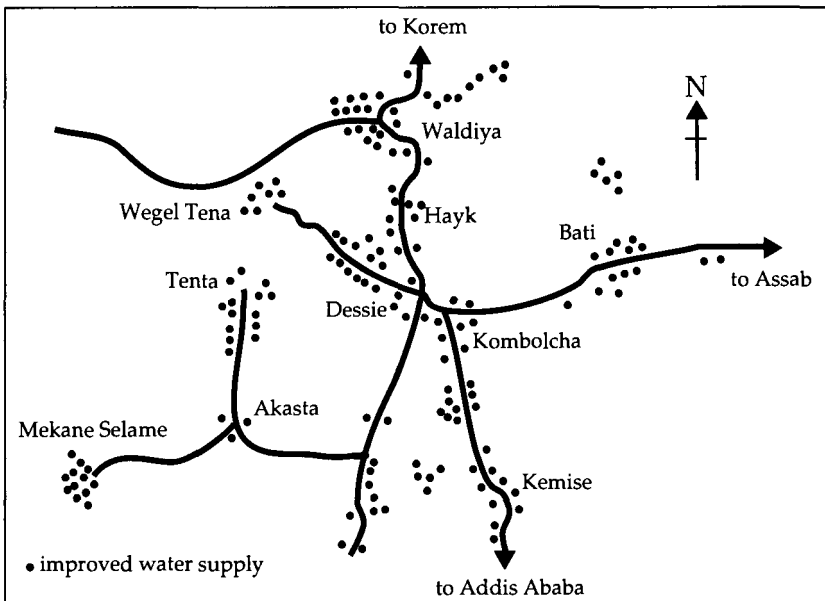 to Korem
N
Waldiya
Wegel Tena
Hayk
Bati
Tenta
to Assab
Dessie
Kombolcha
Akasta
Mekane Selame
Kemise
improved water supply
to Addis Ababa